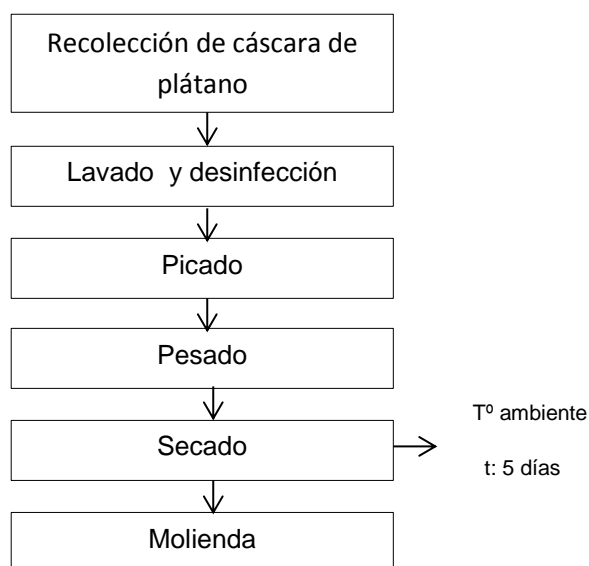 Recolección de cáscara de
plátano
Lavado y desinfección
Picado
Pesado
Secado
Tº ambiente
t: 5 días
Molienda